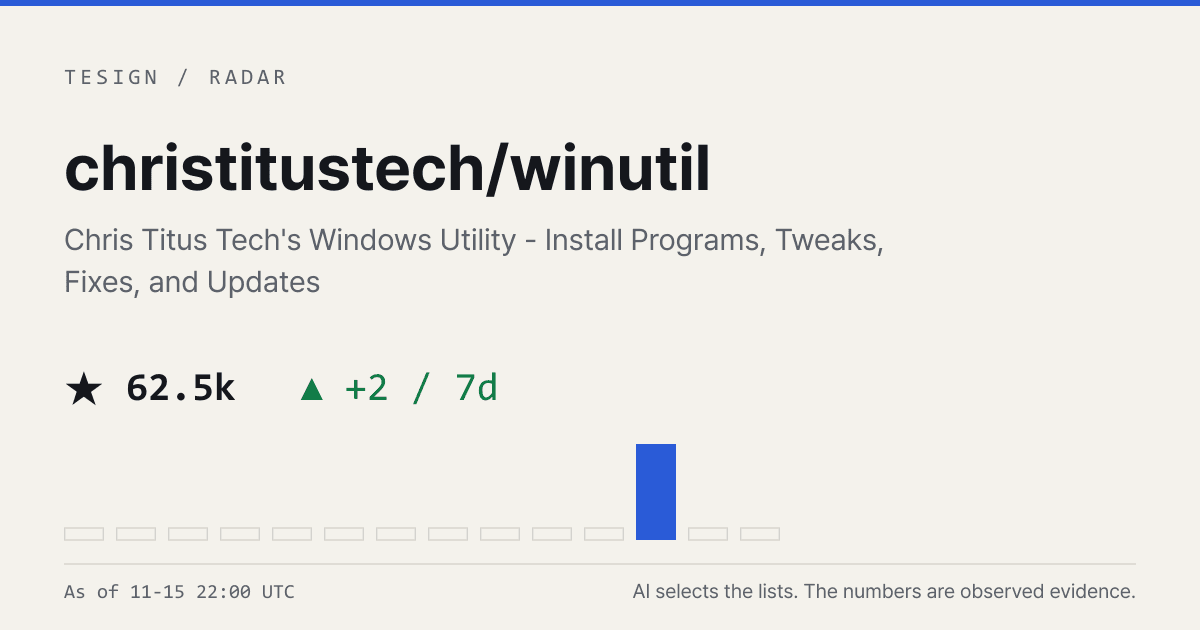 TESIGN / RADAR
christitustech/winutil
Chris Titus Tech's Windows Utility - Install Programs, Tweaks,
Fixes, and Updates
★ 62.5k ▲ +2 / 7d
As of 11-15 22:00 UTC
AI selects the lists. The numbers are observed evidence.